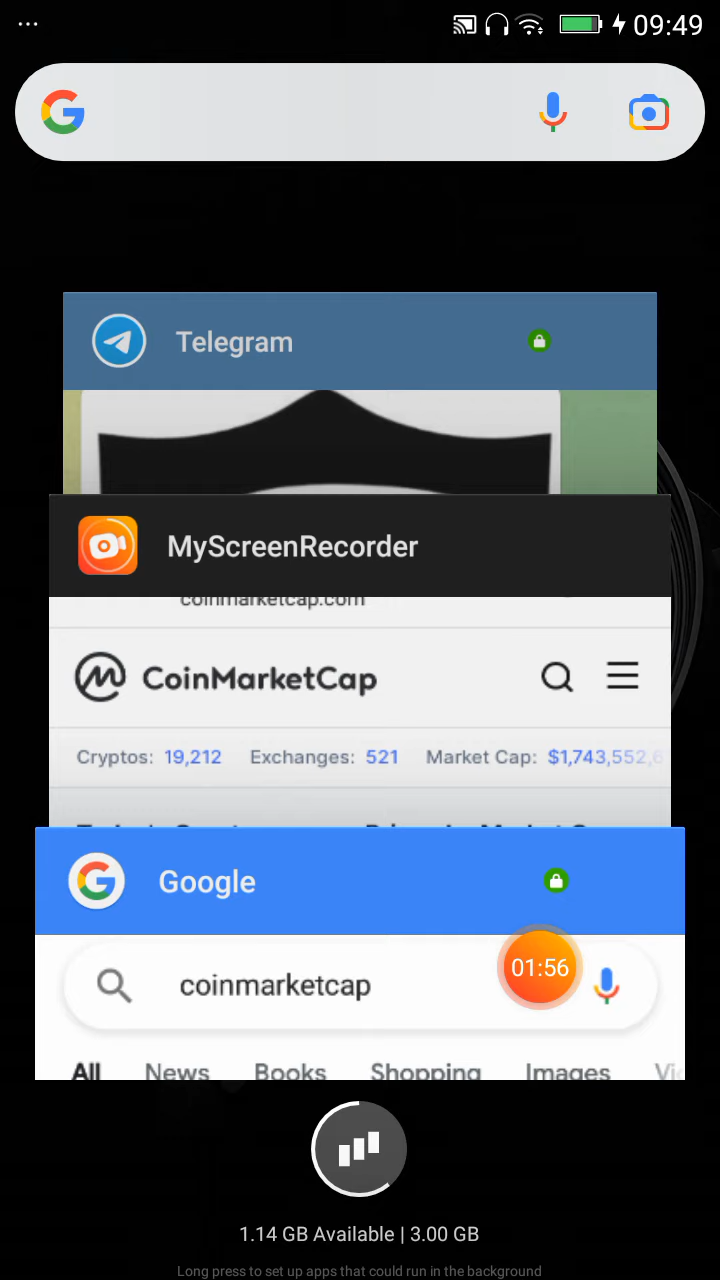 09:49
Telegram
MyScreenRecorder
coinmarketcap.com
CoinMarketCap
Cryptos: 19,212 Exchanges: 521 Market Cap: $1,743,552,6
Google
coinmarketcap
01:56
All News Books Shopping Images Vi
1.14 GB Available | 3.00 GB
Long press to set up apps that could run in the background